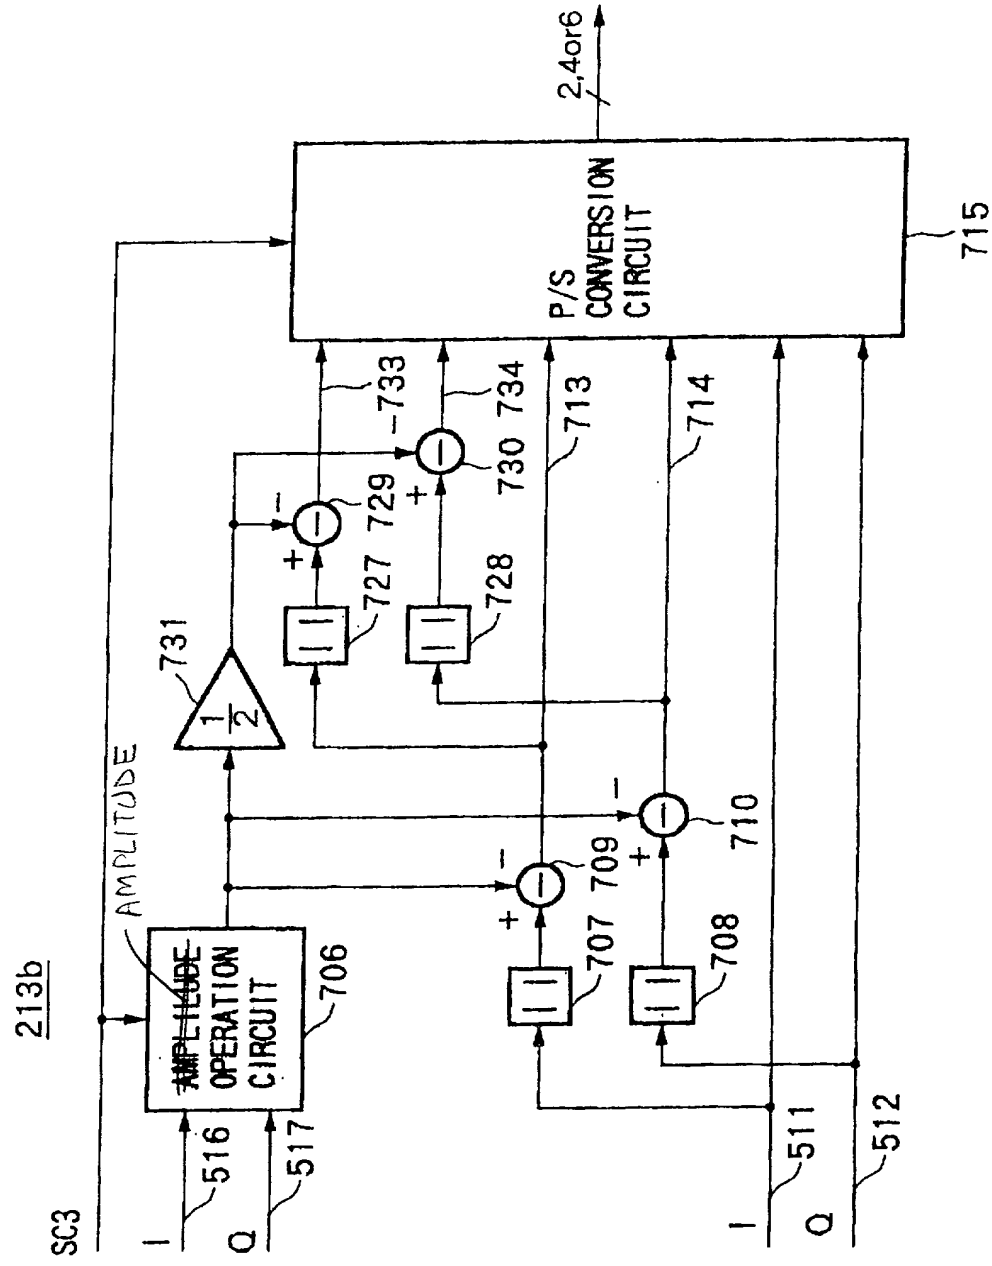 213b
SC3
I
516
Q
517
AMPLILUDE
OPERATION
CIRCUIT
AMPLITUDE
706
1/2
731
I
511
Q
512
707
708
+
-
709
+
-
710
727
728
+
-
729
+
-
730
733
734
713
714
P/S
CONVERSION
CIRCUIT
715
2,4or6